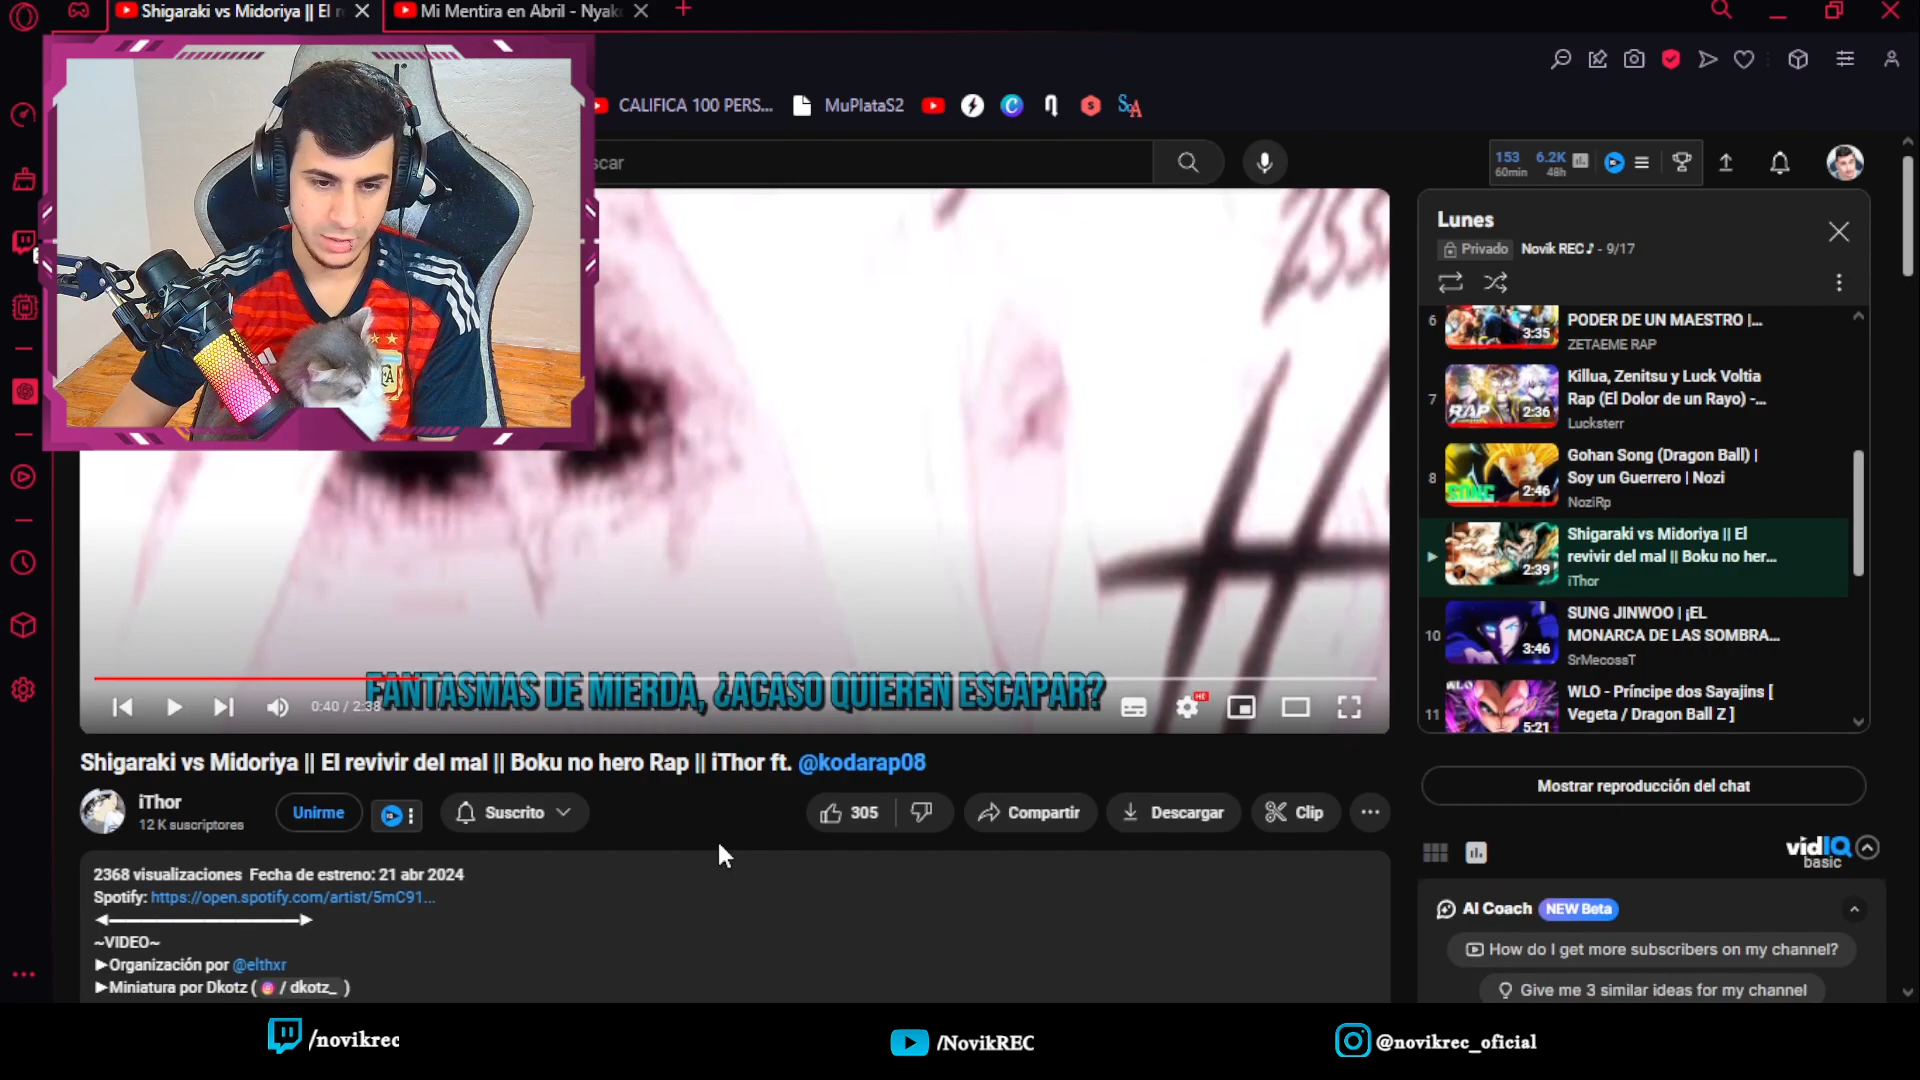 Shigaraki vs Midoriya || El r
Mi Mentira en Abril - Nyak
CALIFICA 100 PERS...
MuPlataS2
scar
153
60min
6.2K
48h
Lunes
Privado
Novik REC♪ - 9/17
6
3:35
PODER DE UN MAESTRO |...
ZETAEME RAP
7
RAP
2:36
Killua, Zenitsu y Luck Voltia
Rap (El Dolor de un Rayo) -...
Lucksterr
8
SONG
2:46
Gohan Song (Dragon Ball) |
Soy un Guerrero | Nozi
NoziRp
2:39
Shigaraki vs Midoriya || El
revivir del mal || Boku no her...
iThor
10
3:46
SUNG JINWOO | ¡EL
MONARCA DE LAS SOMBRA...
SrMecossT
11
WLO
5:21
WLO - Príncipe dos Sayajins [
Vegeta / Dragon Ball Z ]
FANTASMAS DE MIERDA, ¿ACASO QUIEREN ESCAPAR?
0:40 / 2:38
HD
Shigaraki vs Midoriya || El revivir del mal || Boku no hero Rap || iThor ft. @kodarap08
iThor
12 K suscriptores
Unirme
Suscrito
305
Compartir
Descargar
Clip
Mostrar reproducción del chat
vidIQ
basic
2368 visualizaciones Fecha de estreno: 21 abr 2024
Spotify: https://open.spotify.com/artist/5mC91...
~VIDEO~
►Organización por @elthxr
►Miniatura por Dkotz ( / dkotz_ )
AI Coach NEW Beta
How do I get more subscribers on my channel?
Give me 3 similar ideas for my channel
/novikrec
/NovikREC
@novikrec_oficial